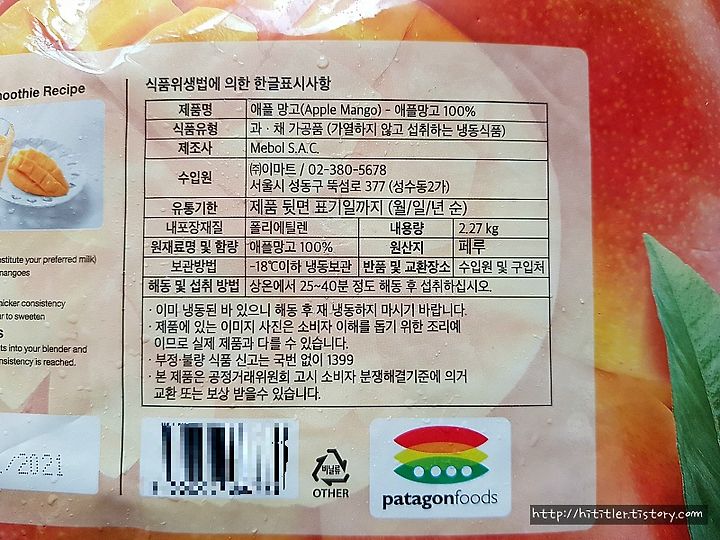 moothie Recipe
stitute your preferred milk)
mangoes
hicker consistency
ar to sweeten
S
ts into your blender and
nsistency is reached.
/2021
식품위생법에 의한 한글표시사항
제품명 애플 망고(Apple Mango) - 애플망고 100%
식품유형 과 · 채 가공품 (가열하지 않고 섭취하는 냉동식품)
제조사 Mebol S.A.C.
수입원 ㈜이마트 / 02-380-5678
서울시 성동구 뚝섬로 377 (성수동2가)
유통기한 제품 뒷면 표기일까지 (월/일/년 순)
내포장재질 폴리에틸렌 내용량 2.27 kg
원재료명 및 함량 애플망고 100% 원산지 페루
보관방법 -18℃이하 냉동보관 반품 및 교환장소 수입원 및 구입처
해동 및 섭취 방법 상온에서 25~40분 정도 해동 후 섭취하십시오.
· 이미 냉동된 바 있으니 해동 후 재 냉동하지 마시기 바랍니다.
· 제품에 있는 이미지 사진은 소비자 이해를 돕기 위한 조리예
이므로 실제 제품과 다를 수 있습니다.
· 부정·불량 식품 신고는 국번 없이 1399
· 본 제품은 공정거래위원회 고시 소비자 분쟁해결기준에 의거
교환 또는 보상 받을수 있습니다.
비닐류
OTHER
patagonfoods
http://hititler.tistory.com